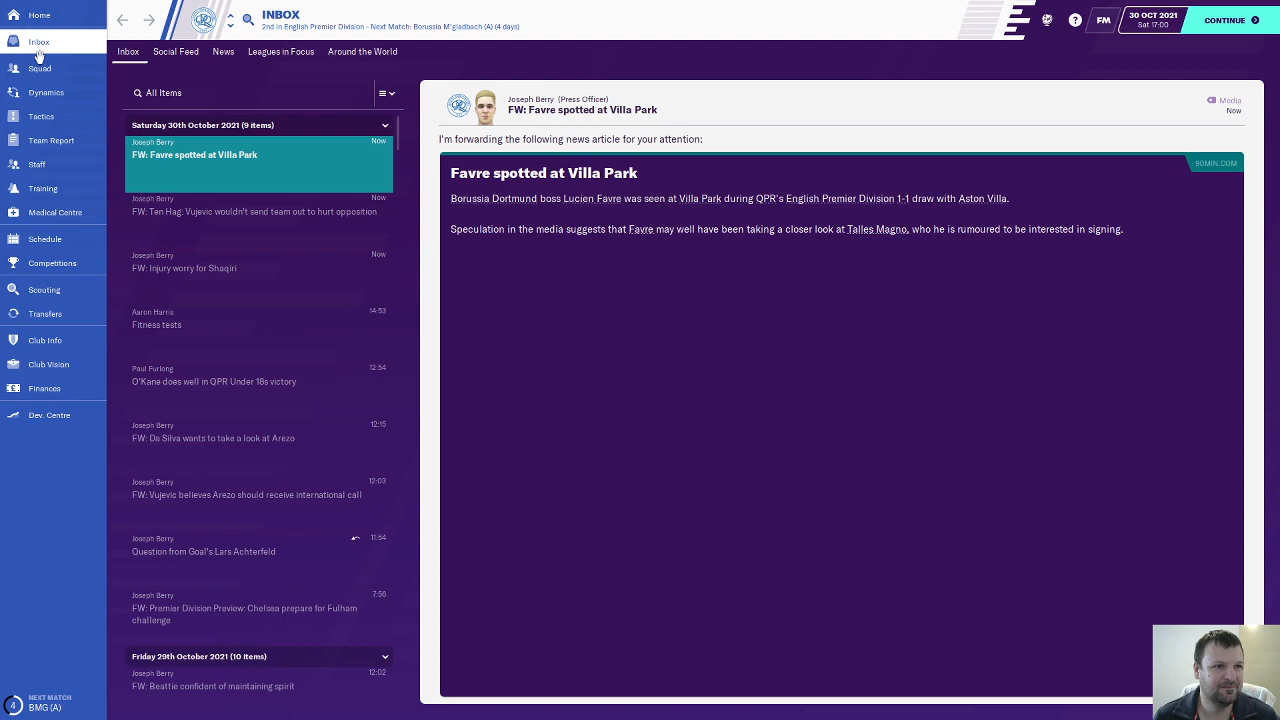 Home
Inbox
Squad
Dynamics
Tactics
Team Report
Staff
Training
Medical Centre
Schedule
Competitions
Scouting
Transfers
Club Info
Club Vision
Finances
Dev. Centre
NEXT MATCH
BMG (A)
4
INBOX
2nd in English Premier Division - Next Match: Borussia M'gladbach (A) (4 days)
?
FM
30 OCT 2021
Sat 17:00
CONTINUE
Inbox Social Feed News Leagues in Focus Around the World
All Items
Saturday 30th October 2021 (9 items)
Joseph Berry Now
FW: Favre spotted at Villa Park
Joseph Berry Now
FW: Ten Hag: Vujevic wouldn't send team out to hurt opposition
Joseph Berry Now
FW: Injury worry for Shaqiri
Aaron Harris 14:53
Fitness tests
Paul Furlong 12:54
O'Kane does well in QPR Under 18s victory
Joseph Berry 12:15
FW: Da Silva wants to take a look at Arezo
Joseph Berry 12:03
FW: Vujevic believes Arezo should receive international call
Joseph Berry 11:54
Question from Goal's Lars Achterfeld
Joseph Berry 7:56
FW: Premier Division Preview: Chelsea prepare for Fulham
challenge
Friday 29th October 2021 (10 items)
Joseph Berry 12:02
FW: Beattie confident of maintaining spirit
Joseph Berry (Press Officer)
FW: Favre spotted at Villa Park
Media
Now
I'm forwarding the following news article for your attention:
90MIN.COM
Favre spotted at Villa Park
Borussia Dortmund boss Lucien Favre was seen at Villa Park during QPR's English Premier Division 1-1 draw with Aston Villa.
Speculation in the media suggests that Favre may well have been taking a closer look at Talles Magno, who he is rumoured to be interested in signing.